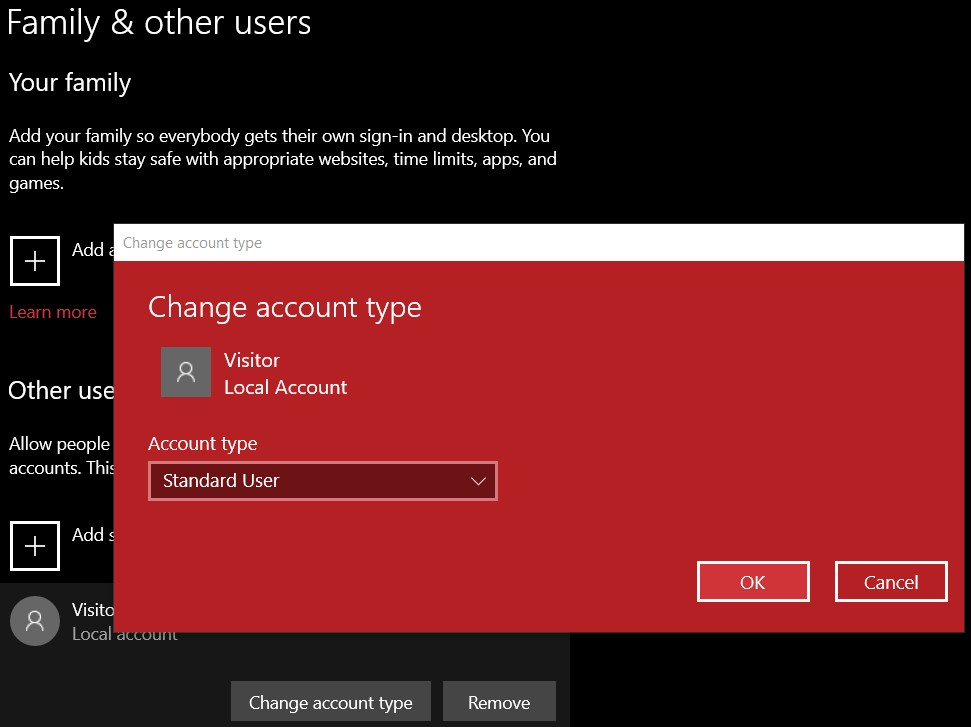 Family & other users
Your family
Add your family so everybody gets their own sign-in and desktop. You
can help kids stay safe with appropriate websites, time limits, apps, and
games.
Add a
Learn more
Change account type
Change account type
Visitor
Local Account
Account type
Standard User
OK
Cancel
Other use
Allow people
accounts. This
Add s
Visito
Local account
Change account type
Remove